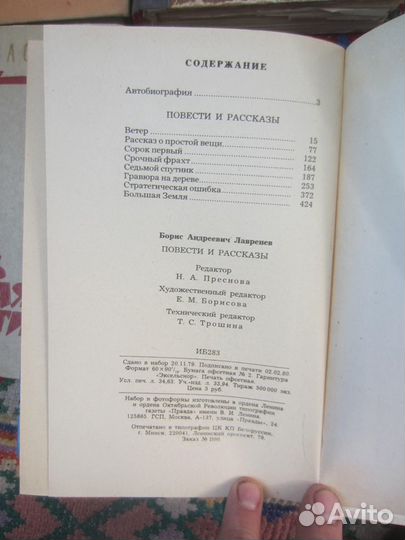 СОДЕРЖАНИЕ
Автобиография 3
ПОВЕСТИ И РАССКАЗЫ
Ветер 15
Рассказ о простой вещи 77
Сорок первый 122
Срочный фрахт 164
Седьмой спутник 187
Гравюра на дереве 253
Стратегическая ошибка 372
Большая Земля 424
Борис Андреевич Лавренев
ПОВЕСТИ И РАССКАЗЫ
Редактор
Н. А. Преснова
Художественный редактор
Е. М. Борисова
Технический редактор
Т. С. Трошина
ИБ283
Сдано в набор 20.11.79. Подписано в печати 02.02.80.
Формат 60×90¹/₁₆. Бумага офсетная № 2. Гарнитура
«Эксельсиор». Печать офсетная.
Усл. печ. л. 34,63. Уч.-изд. л. 33,94. Тираж 500 000 экз.
Цена 3 руб.
Набор и фотоформы изготовлены в ордена Ленина
и ордена Октябрьской Революции типографии
газеты «Правда» имени В. И. Ленина.
125865. ГСП, Москва, А-137, улица «Правды», 24.
Отпечатано в типографии ЦК КП Белоруссии,
г. Минск, 220041, Ленинский проспект, 79.
Заказ №
Avito